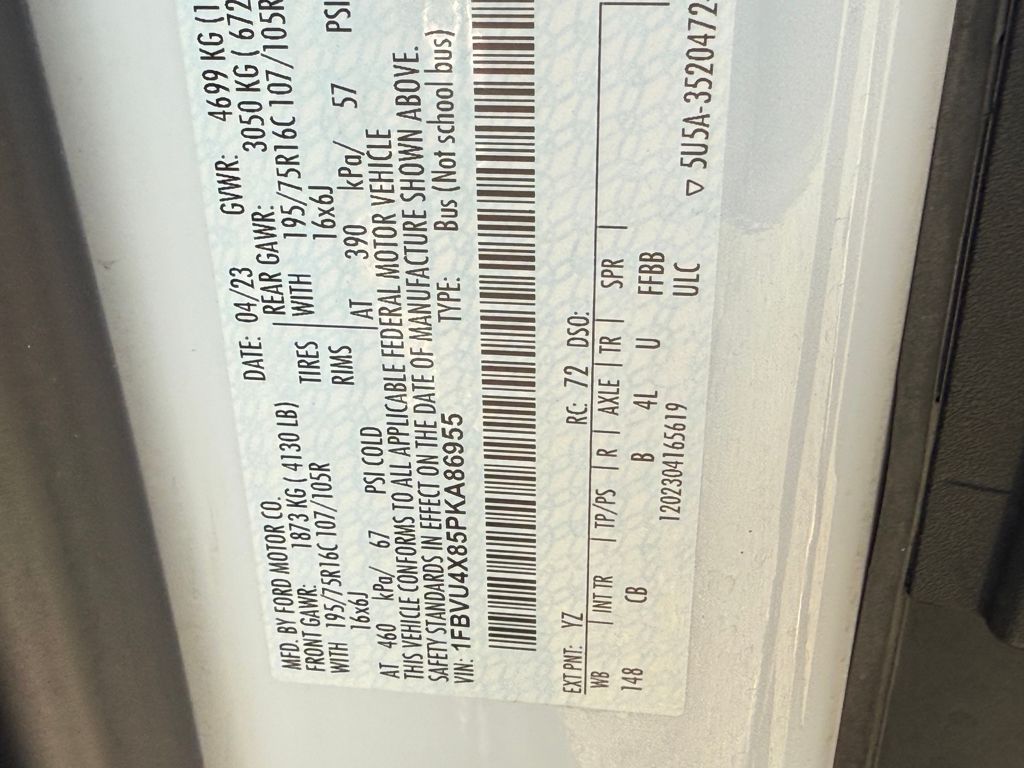 MFD. BY FORD MOTOR CO. DATE: 04/23 GVWR: 4699 KG (1
FRONT GAWR: 1873 KG ( 4130 LB) REAR GAWR: 3050 KG ( 672
WITH 195/75R16C 107/105R TIRES WITH 195/75R16C 107/105R
16x6J RIMS 16x6J
AT 460 kPa/ 67 PSI COLD AT 390 kPa/ 57 PSI
THIS VEHICLE CONFORMS TO ALL APPLICABLE FEDERAL MOTOR VEHICLE
SAFETY STANDARDS IN EFFECT ON THE DATE OF MANUFACTURE SHOWN ABOVE.
VIN: 1FBVU4X85PKA86955 TYPE: Bus (Not school bus)
EXT PNT: YZ RC: 72 DSO:
WB INT TR TP/PS R AXLE TR SPR
148 CB B 4L U FFBB
120230416 5619 ULC
▽ 5U5A-3520472-